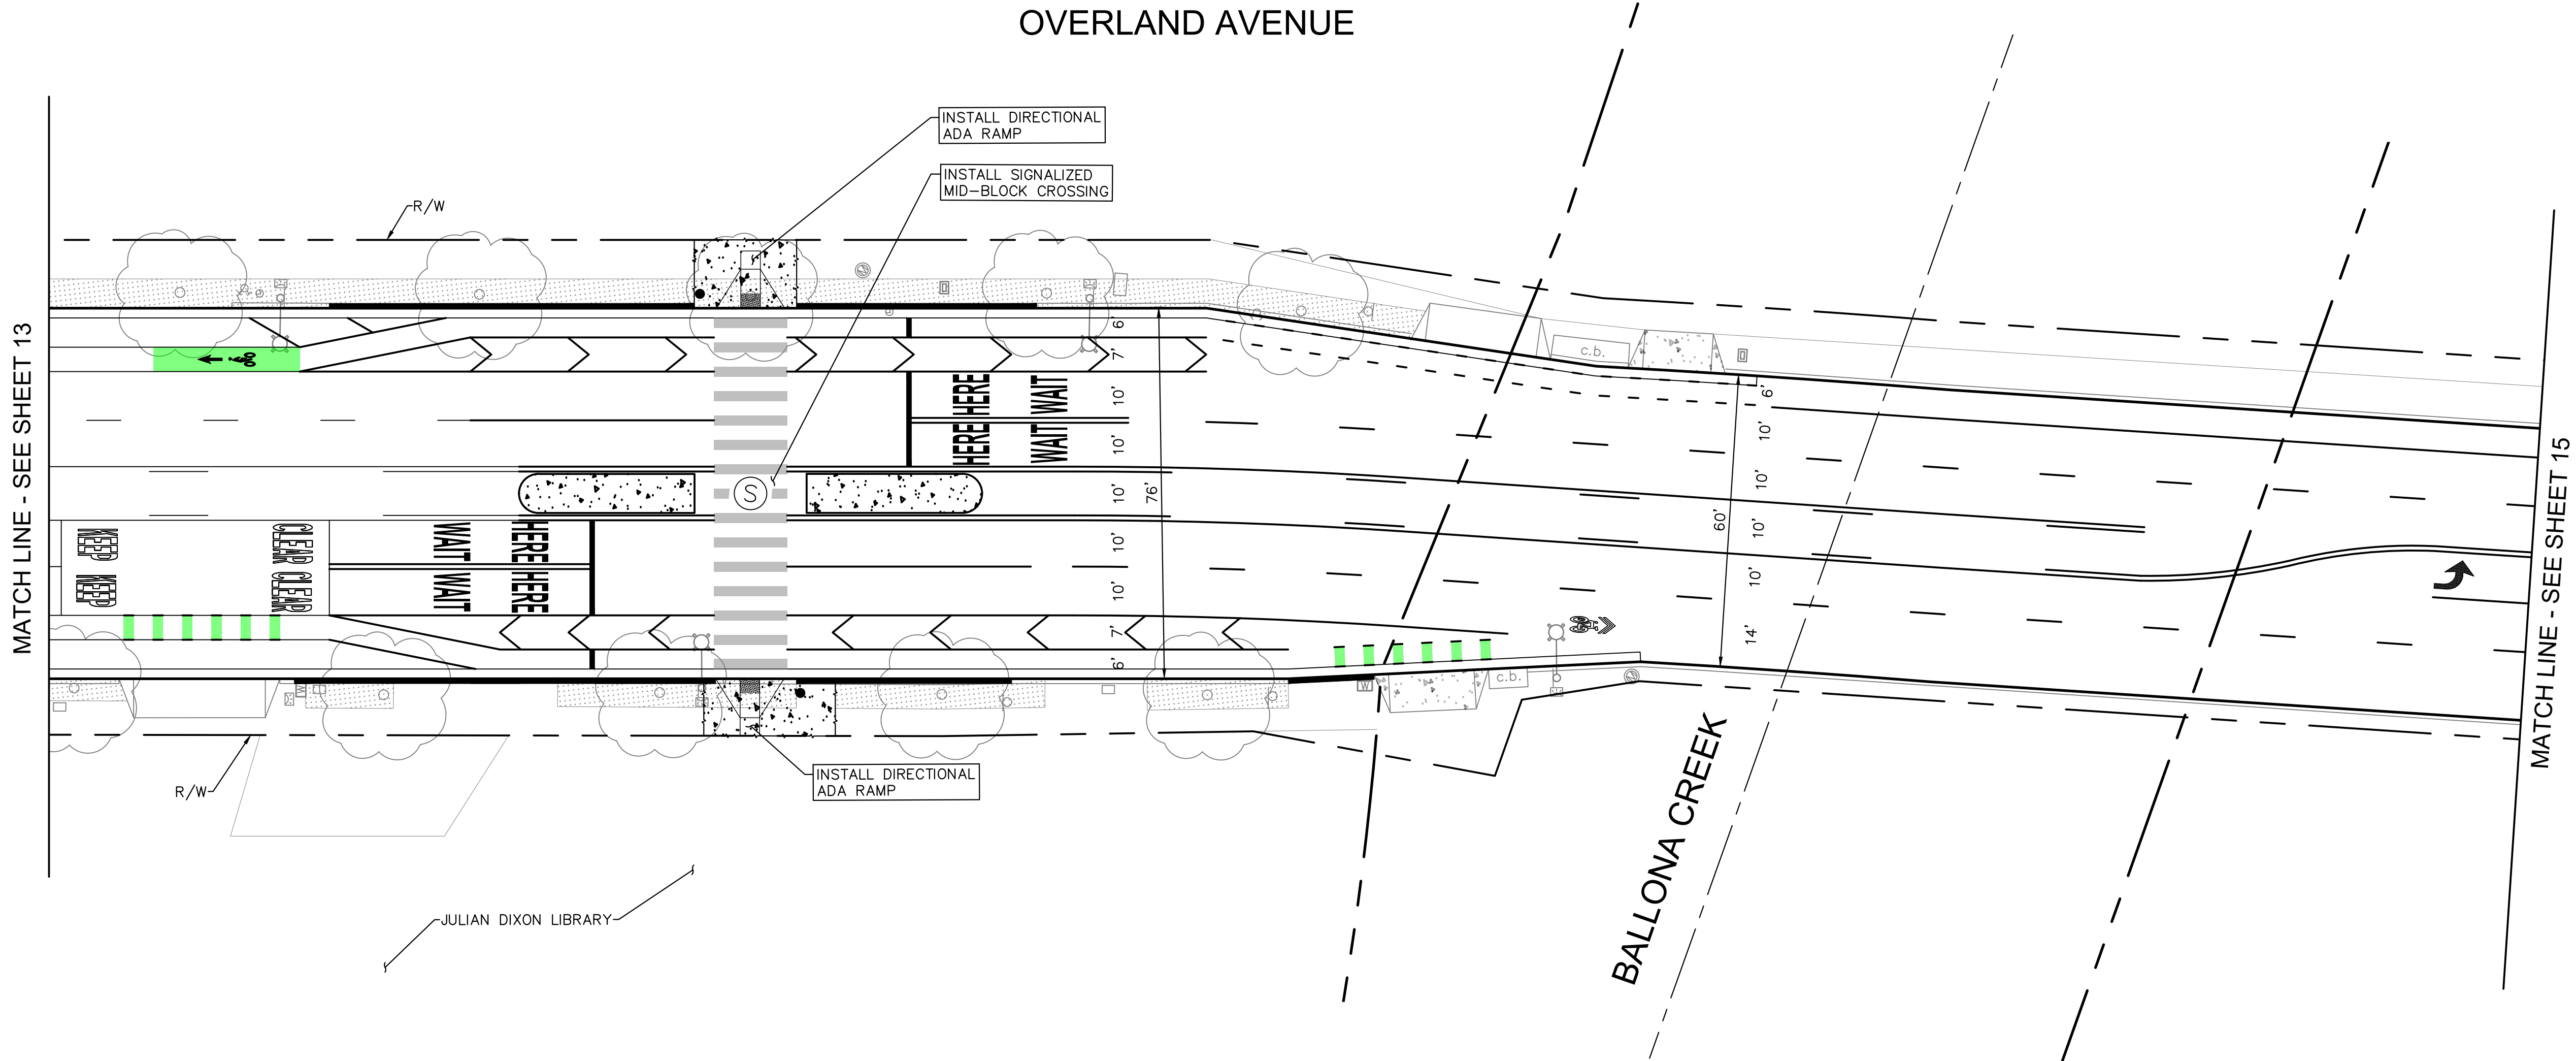 OVERLAND AVENUE
INSTALL DIRECTIONAL
ADA RAMP
INSTALL SIGNALIZED
MID-BLOCK CROSSING
R/W
MATCH LINE - SEE SHEET 13
c.b.
6'
7'
10'
10'
10'
76'
10'
10'
7'
6'
HERE HERE
WAIT WAIT
S
KEEP KEEP
CLEAR CLEAR
WAIT WAIT
HERE HERE
6'
10'
10'
10'
10'
14'
60'
c.b.
W
W
MATCH LINE - SEE SHEET 15
BALLONA CREEK
R/W
INSTALL DIRECTIONAL
ADA RAMP
JULIAN DIXON LIBRARY